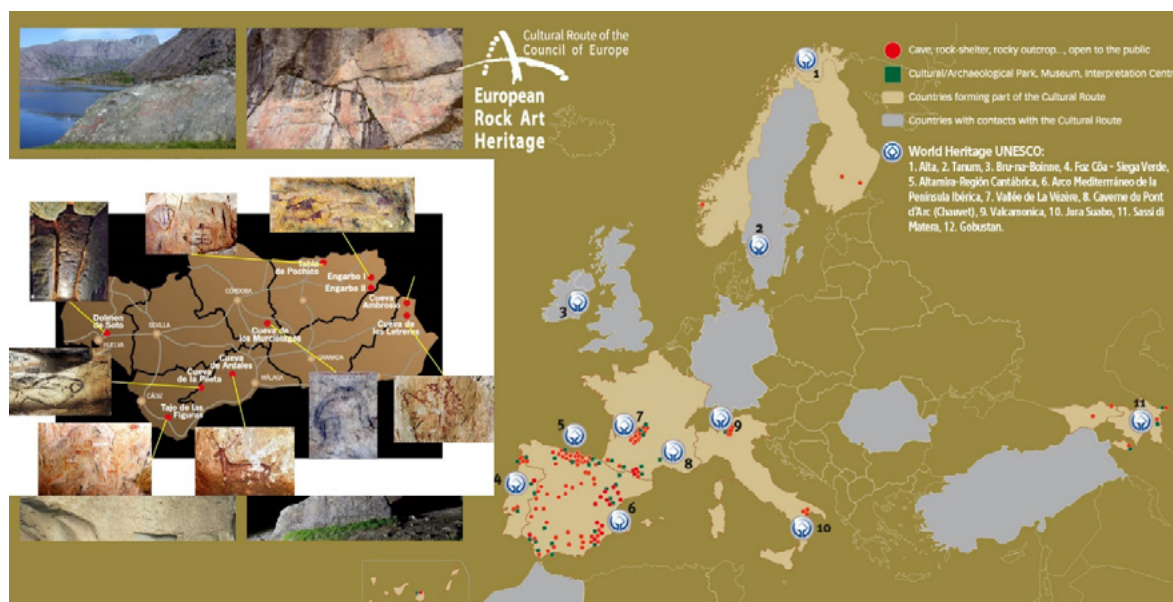 Cultural Route of the
Council of Europe
European
Rock Art
Heritage
Cave, rock-shelter, rocky outcrop..., open to the public
Cultural/Archaeological Park, Museum, Interpretation Centr
Countries forming part of the Cultural Route
Countries with contacts with the Cultural Route
World Heritage UNESCO:
1. Alta, 2. Tanum, 3. Bru-na-Boinne, 4. Foz Côa - Siega Verde,
5. Altamira-Región Cantábrica, 6. Arco Mediterrráneo de la
Península Ibérica, 7. Vallée de La Vézère, 8. Caverne du Pont
d'Arc (Chauvet), 9. Valcamonica, 10. Jura Suabo, 11. Sassi di
Matera, 12. Gobustan.
1
2
3
4
5
6
7
8
9
10
11
Tablo
de Pochico
Engarbo I
Engarbo II
Cueva
Ambrosio
Cueva de
los Letreros
CÓRDOBA
Dolmen
de Soto
SEVILLA
HUELVA
Cueva de
los Murciélagos
GRANADA
Cueva
de Ardales
Cueva
de la Pileta
MÁLAGA
CÁDIZ
Tajo de las
Figuras